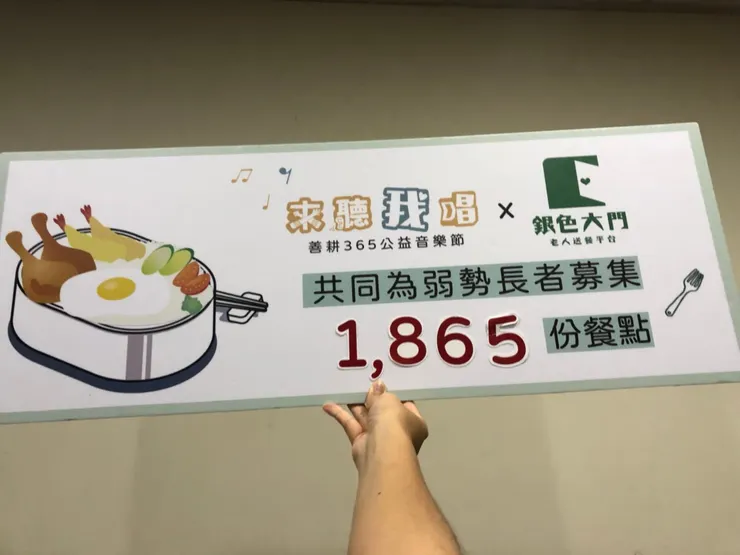 求聽我唱 x 銀色大門
善耕365公益音樂節
老人送餐平台
共同為弱勢長者募集
1,865 份餐點